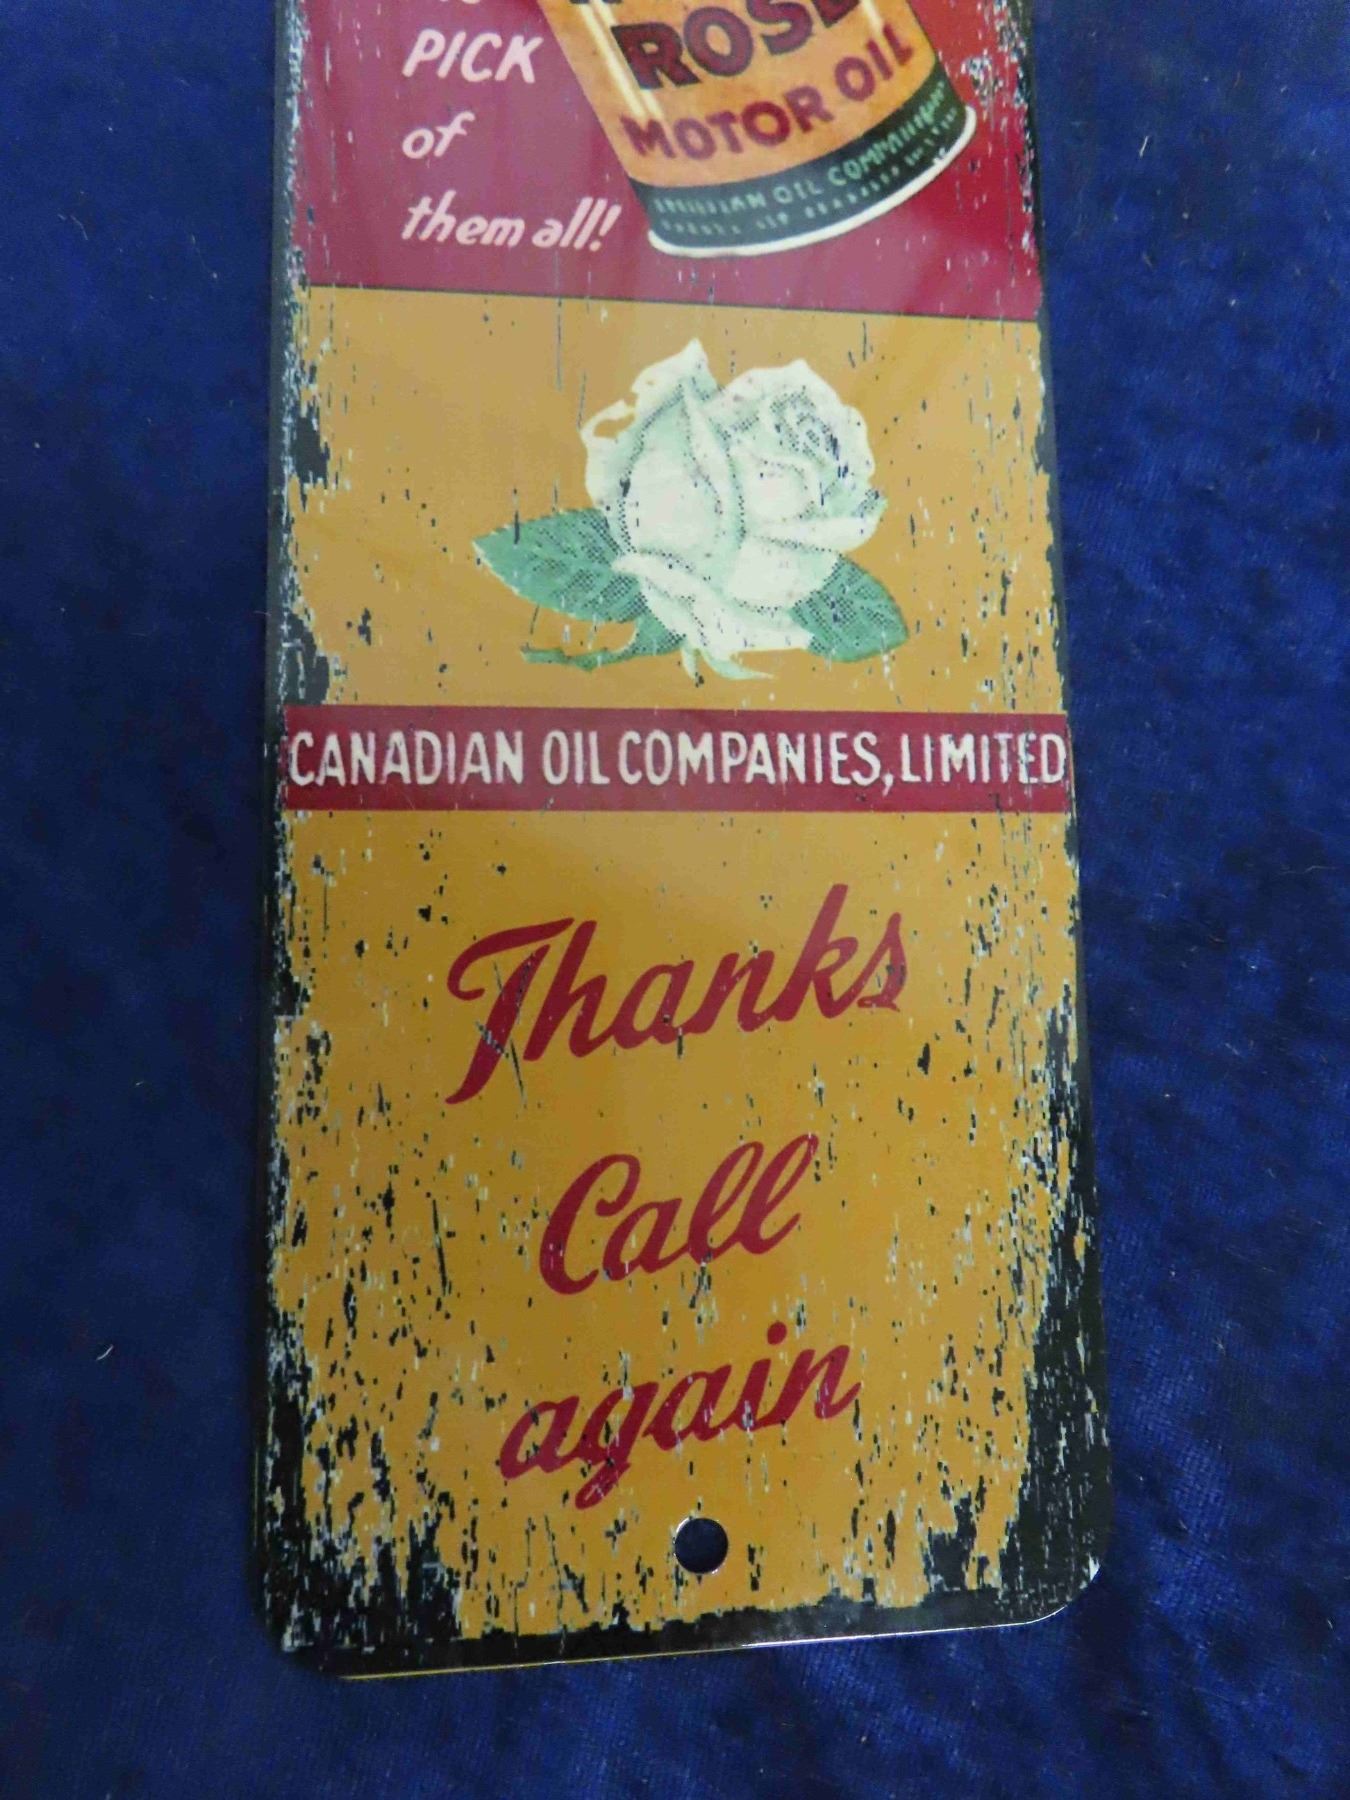 PICK
of
them all!
ROSE
MOTOR OIL
CANADIAN OIL COMPANIES, LIMITED
Thanks
Call
again